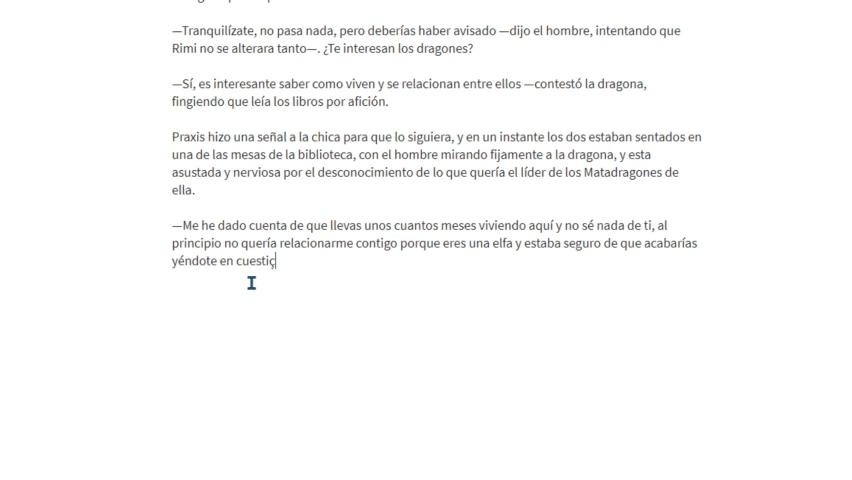 —Tranquilízate, no pasa nada, pero deberías haber avisado —dijo el hombre, intentando que
Rimi no se alterara tanto—. ¿Te interesan los dragones?
—Sí, es interesante saber como viven y se relacionan entre ellos —contestó la dragona,
fingiendo que leía los libros por afición.
Praxis hizo una señal a la chica para que lo siguiera, y en un instante los dos estaban sentados en
una de las mesas de la biblioteca, con el hombre mirando fijamente a la dragona, y esta
asustada y nerviosa por el desconocimiento de lo que quería el líder de los Matadragones de
ella.
—Me he dado cuenta de que llevas unos cuantos meses viviendo aquí y no sé nada de ti, al
principio no quería relacionarme contigo porque eres una elfa y estaba seguro de que acabarías
yéndote en cuestiç